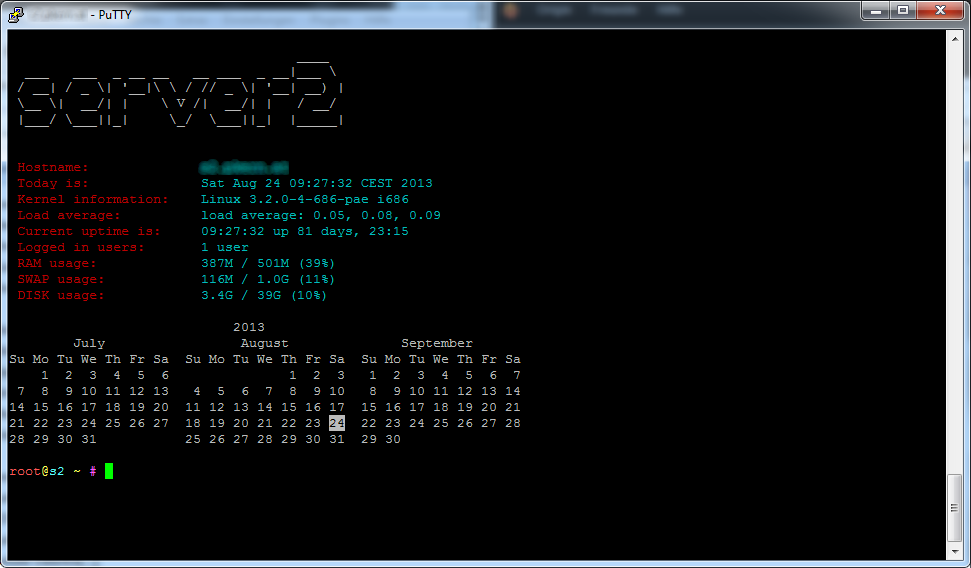 - PuTTY
server2
Hostname:
Today is: Sat Aug 24 09:27:32 CEST 2013
Kernel information: Linux 3.2.0-4-686-pae i686
Load average: load average: 0.05, 0.08, 0.09
Current uptime is: 09:27:32 up 81 days, 23:15
Logged in users: 1 user
RAM usage: 387M / 501M (39%)
SWAP usage: 116M / 1.0G (11%)
DISK usage: 3.4G / 39G (10%)
2013
July August September
Su Mo Tu We Th Fr Sa Su Mo Tu We Th Fr Sa Su Mo Tu We Th Fr Sa
1 2 3 4 5 6 1 2 3 1 2 3 4 5 6 7
7 8 9 10 11 12 13 4 5 6 7 8 9 10 8 9 10 11 12 13 14
14 15 16 17 18 19 20 11 12 13 14 15 16 17 15 16 17 18 19 20 21
21 22 23 24 25 26 27 18 19 20 21 22 23 24 22 23 24 25 26 27 28
28 29 30 31 25 26 27 28 29 30 31 29 30
root@s2 ~ #